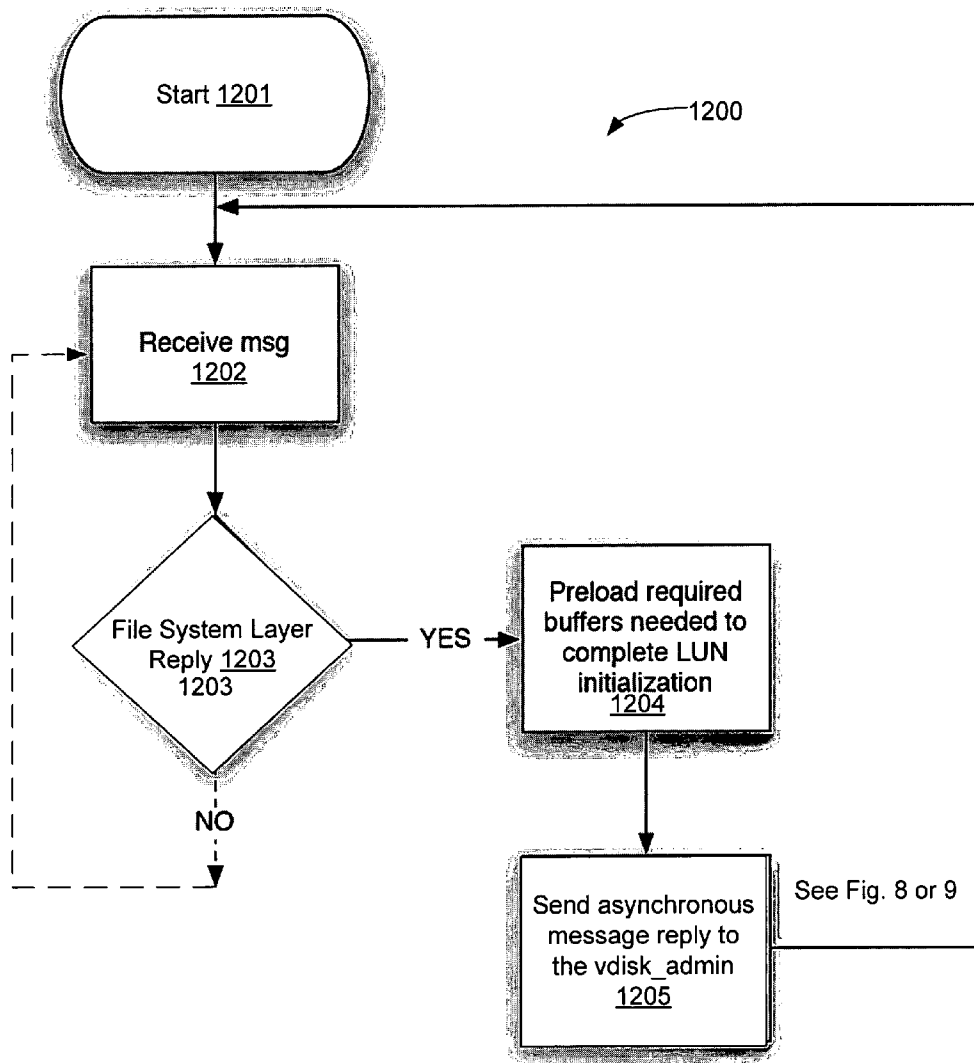 Start 1201
1200
Receive msg
1202
File System Layer
Reply 1203
1203
YES
NO
Preload required
buffers needed to
complete LUN
initialization
1204
Send asynchronous
message reply to
the vdisk_admin
1205
See Fig. 8 or 9